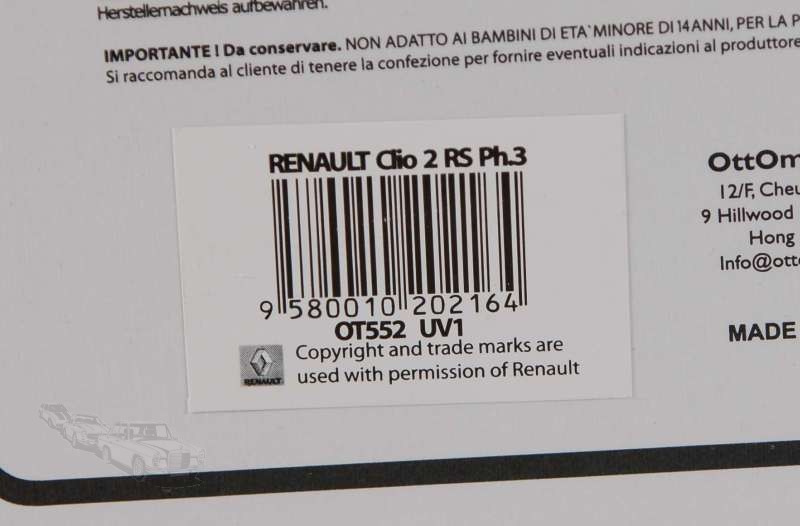 Herstellernachweis aufbewahren.
IMPORTANTE ! Da conservare. NON ADATTO AI BAMBINI DI ETA` MINORE DI 14 ANNI, PER LA P
Si raccomanda al cliente di tenere la confezione per fornire eventuali indicazioni al produttore
RENAULT Clio 2 RS Ph.3
9 580010 202164
OT552 UV1
RENAULT
Copyright and trade marks are
used with permission of Renault
OttOm
12/F, Cheu
9 Hillwood
Hong
Info@otto
MADE